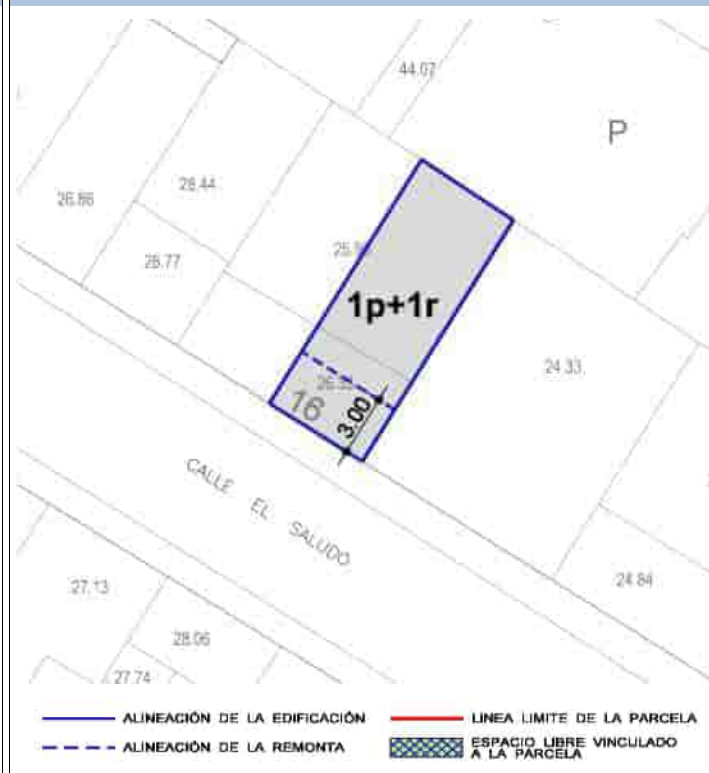 44.07
P
28.44
26.86
28.77
1p+1r
24.33
16
3.00
CALLE EL SALUDO
24.84
27.13
28.06
27.74
ALINEACIÓN DE LA EDIFICACIÓN
LINEA LIMITE DE LA PARCELA
ALINEACIÓN DE LA REMONTA
ESPACIO LIBRE VINCULADO
A LA PARCELA